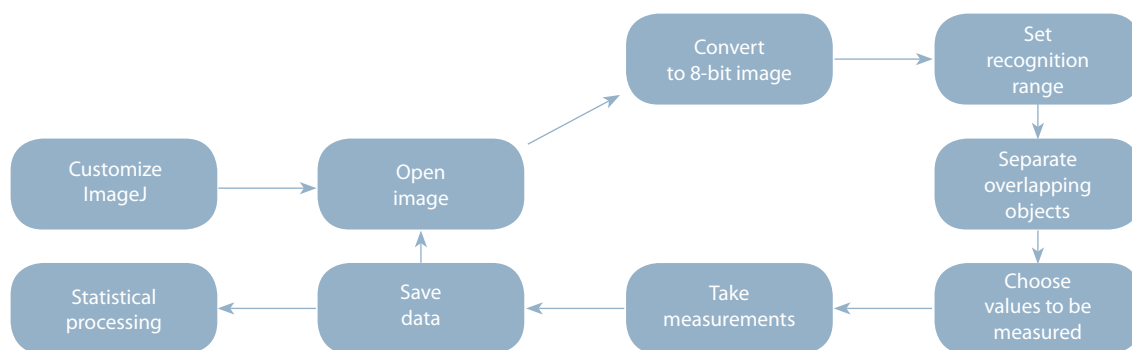 Convert
to 8-bit image
Set
recognition
range
Customize
ImageJ
Open
image
Separate
overlapping
objects
Statistical
processing
Save
data
Take
measurements
Choose
values to be
measured